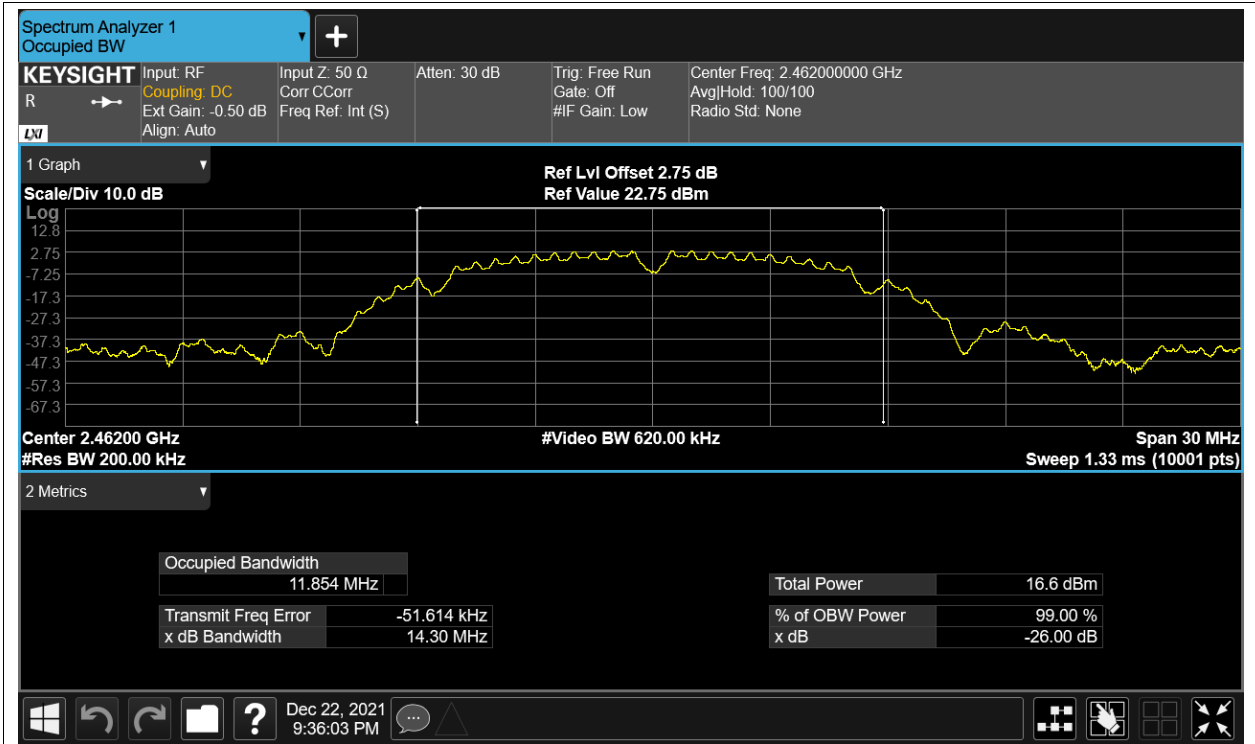 Spectrum Analyzer 1
Occupied BW
+
KEYSIGHT
R
LXI
Input: RF
Coupling: DC
Ext Gain: -0.50 dB
Align: Auto
Input Z: 50 Ω
Corr CCorr
Freq Ref: Int (S)
Atten: 30 dB
Trig: Free Run
Gate: Off
#IF Gain: Low
Center Freq: 2.462000000 GHz
Avg|Hold: 100/100
Radio Std: None
1 Graph
Scale/Div 10.0 dB
Ref Lvl Offset 2.75 dB
Ref Value 22.75 dBm
Log
12.8
2.75
-7.25
-17.3
-27.3
-37.3
-47.3
-57.3
-67.3
Center 2.46200 GHz
#Video BW 620.00 kHz
Span 30 MHz
#Res BW 200.00 kHz
Sweep 1.33 ms (10001 pts)
2 Metrics
Occupied Bandwidth
11.854 MHz
Total Power 16.6 dBm
Transmit Freq Error -51.614 kHz
% of OBW Power 99.00 %
x dB Bandwidth 14.30 MHz
x dB -26.00 dB
?
Dec 22, 2021
9:36:03 PM